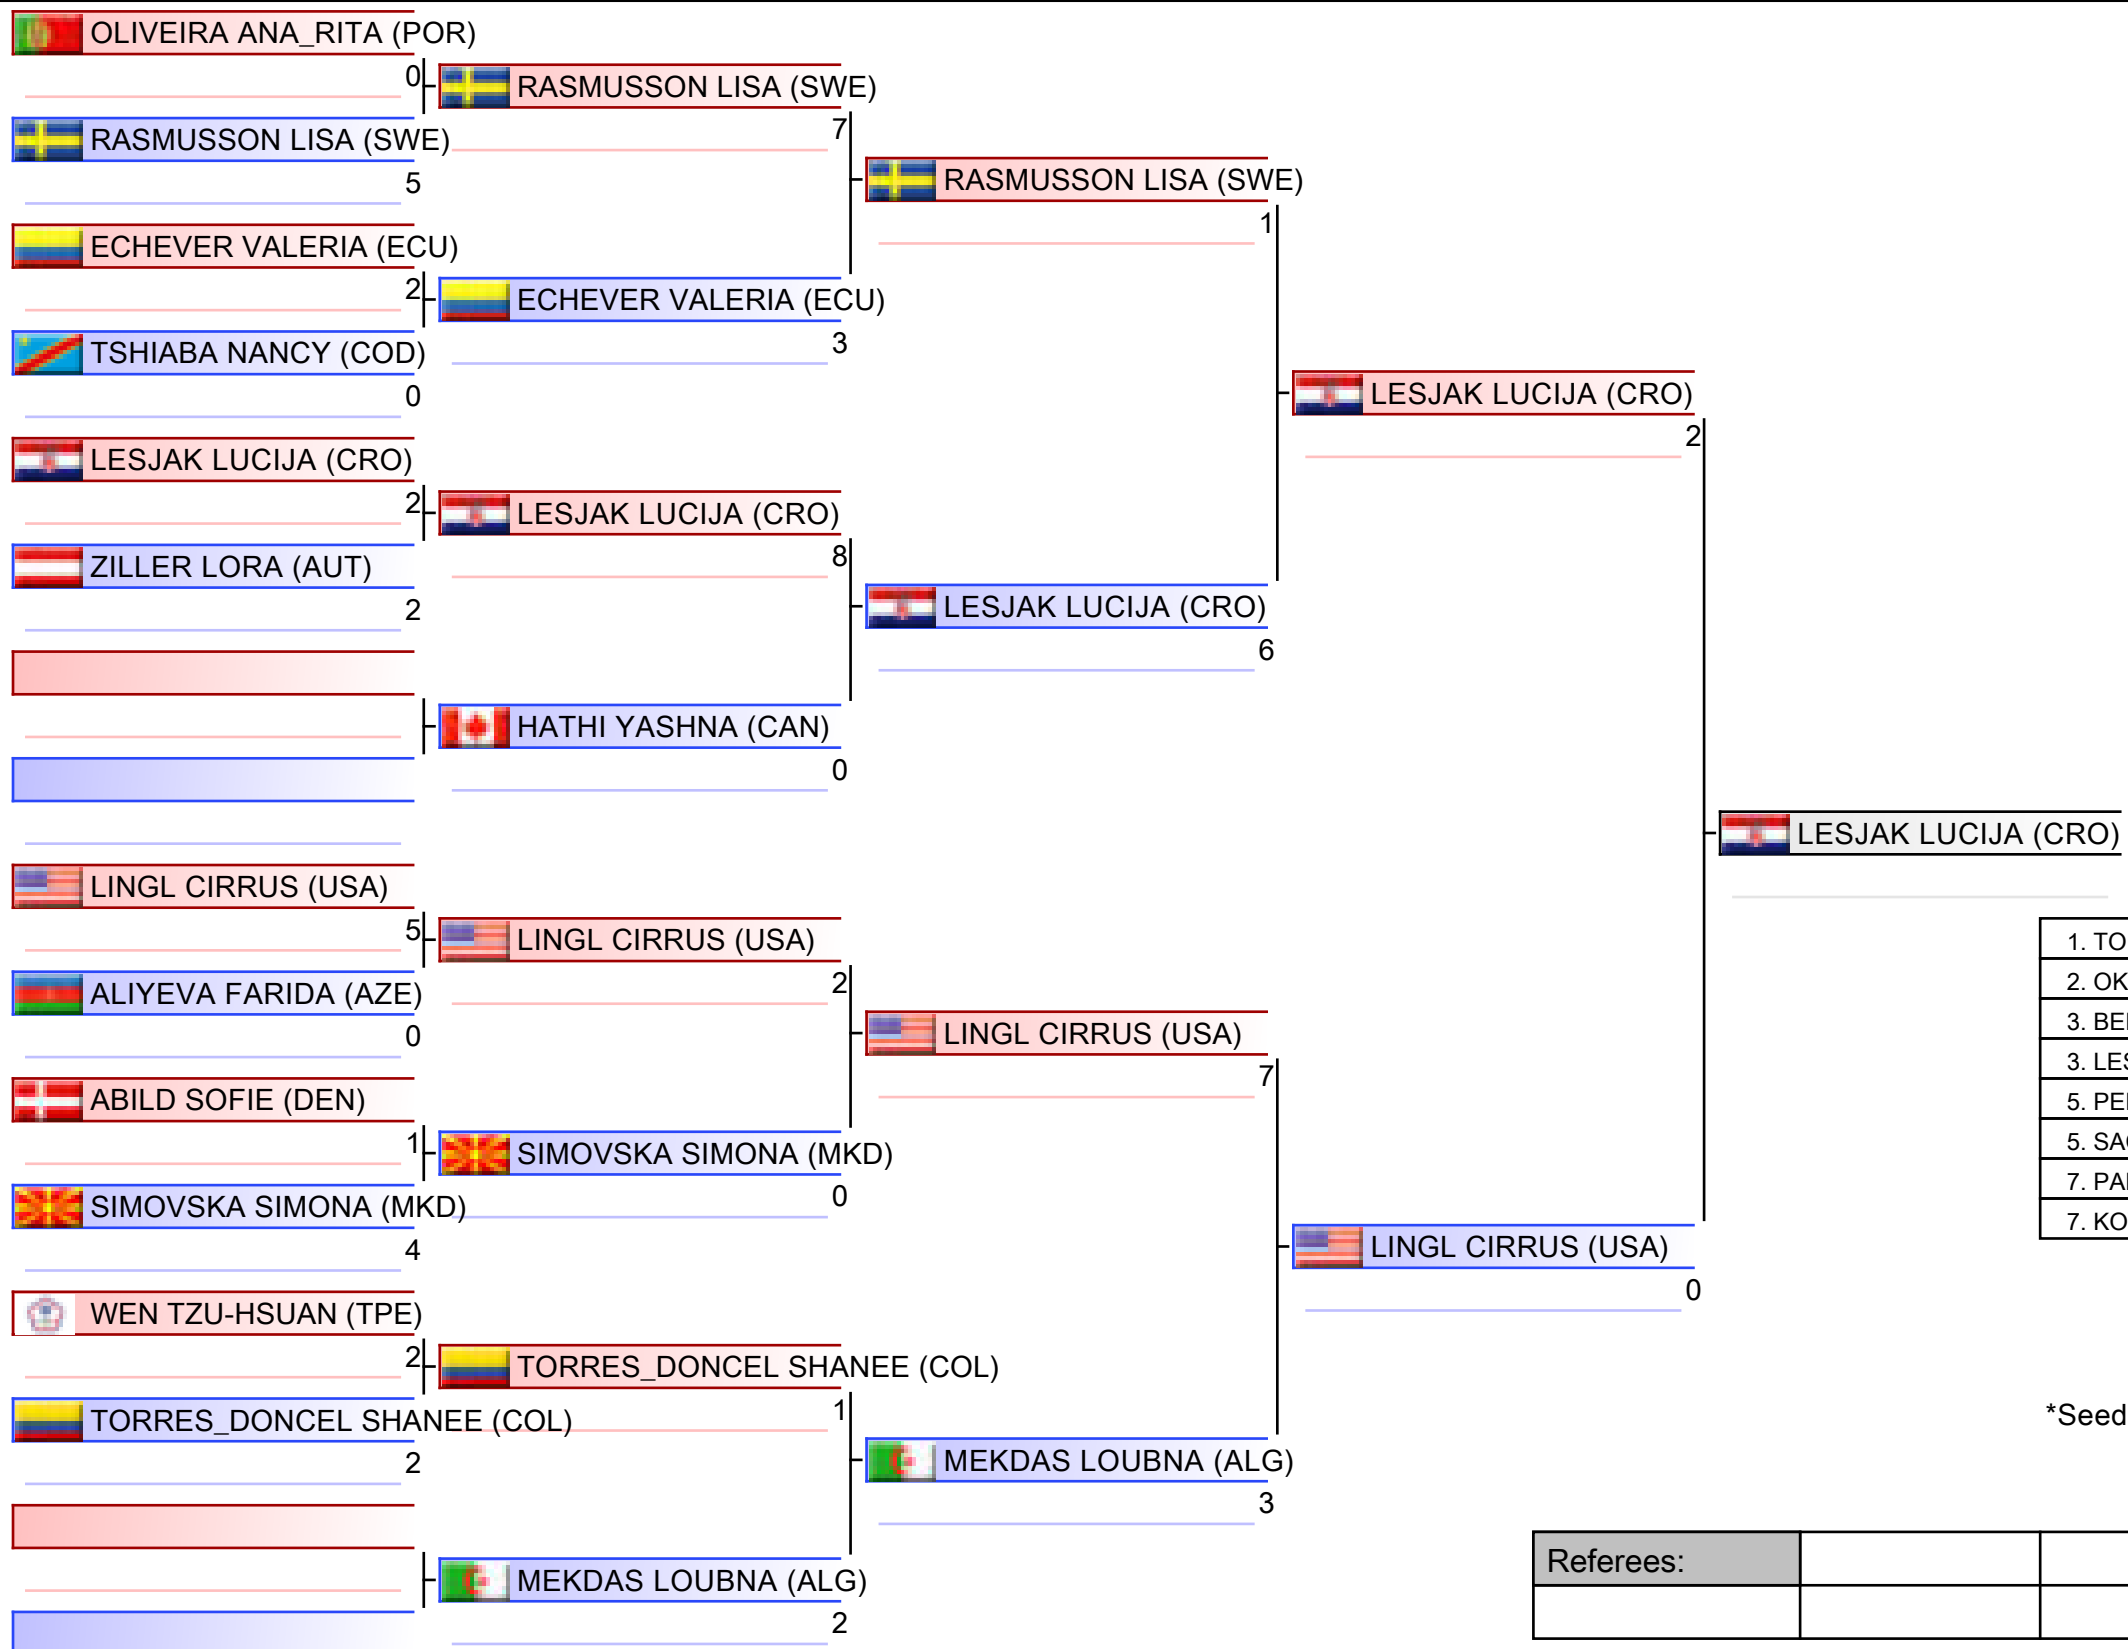 OLIVEIRA ANA_RITA (POR)
0
RASMUSSON LISA (SWE)
5
ECHEVER VALERIA (ECU)
2
TSHIABA NANCY (COD)
0
LESJAK LUCIJA (CRO)
2
ZILLER LORA (AUT)
2
LINGL CIRRUS (USA)
5
ALIYEVA FARIDA (AZE)
0
ABILD SOFIE (DEN)
1
SIMOVSKA SIMONA (MKD)
4
WEN TZU-HSUAN (TPE)
2
TORRES_DONCEL SHANEE (COL)
2
RASMUSSON LISA (SWE)
7
ECHEVER VALERIA (ECU)
3
LESJAK LUCIJA (CRO)
8
HATHI YASHNA (CAN)
0
LINGL CIRRUS (USA)
2
SIMOVSKA SIMONA (MKD)
0
TORRES_DONCEL SHANEE (COL)
1
MEKDAS LOUBNA (ALG)
2
RASMUSSON LISA (SWE)
1
LESJAK LUCIJA (CRO)
6
LINGL CIRRUS (USA)
7
MEKDAS LOUBNA (ALG)
3
LESJAK LUCIJA (CRO)
2
LINGL CIRRUS (USA)
0
LESJAK LUCIJA (CRO)
1. TO
2. OK
3.
3.
5.
5.
7.
7. KO
*Seed
Referees: